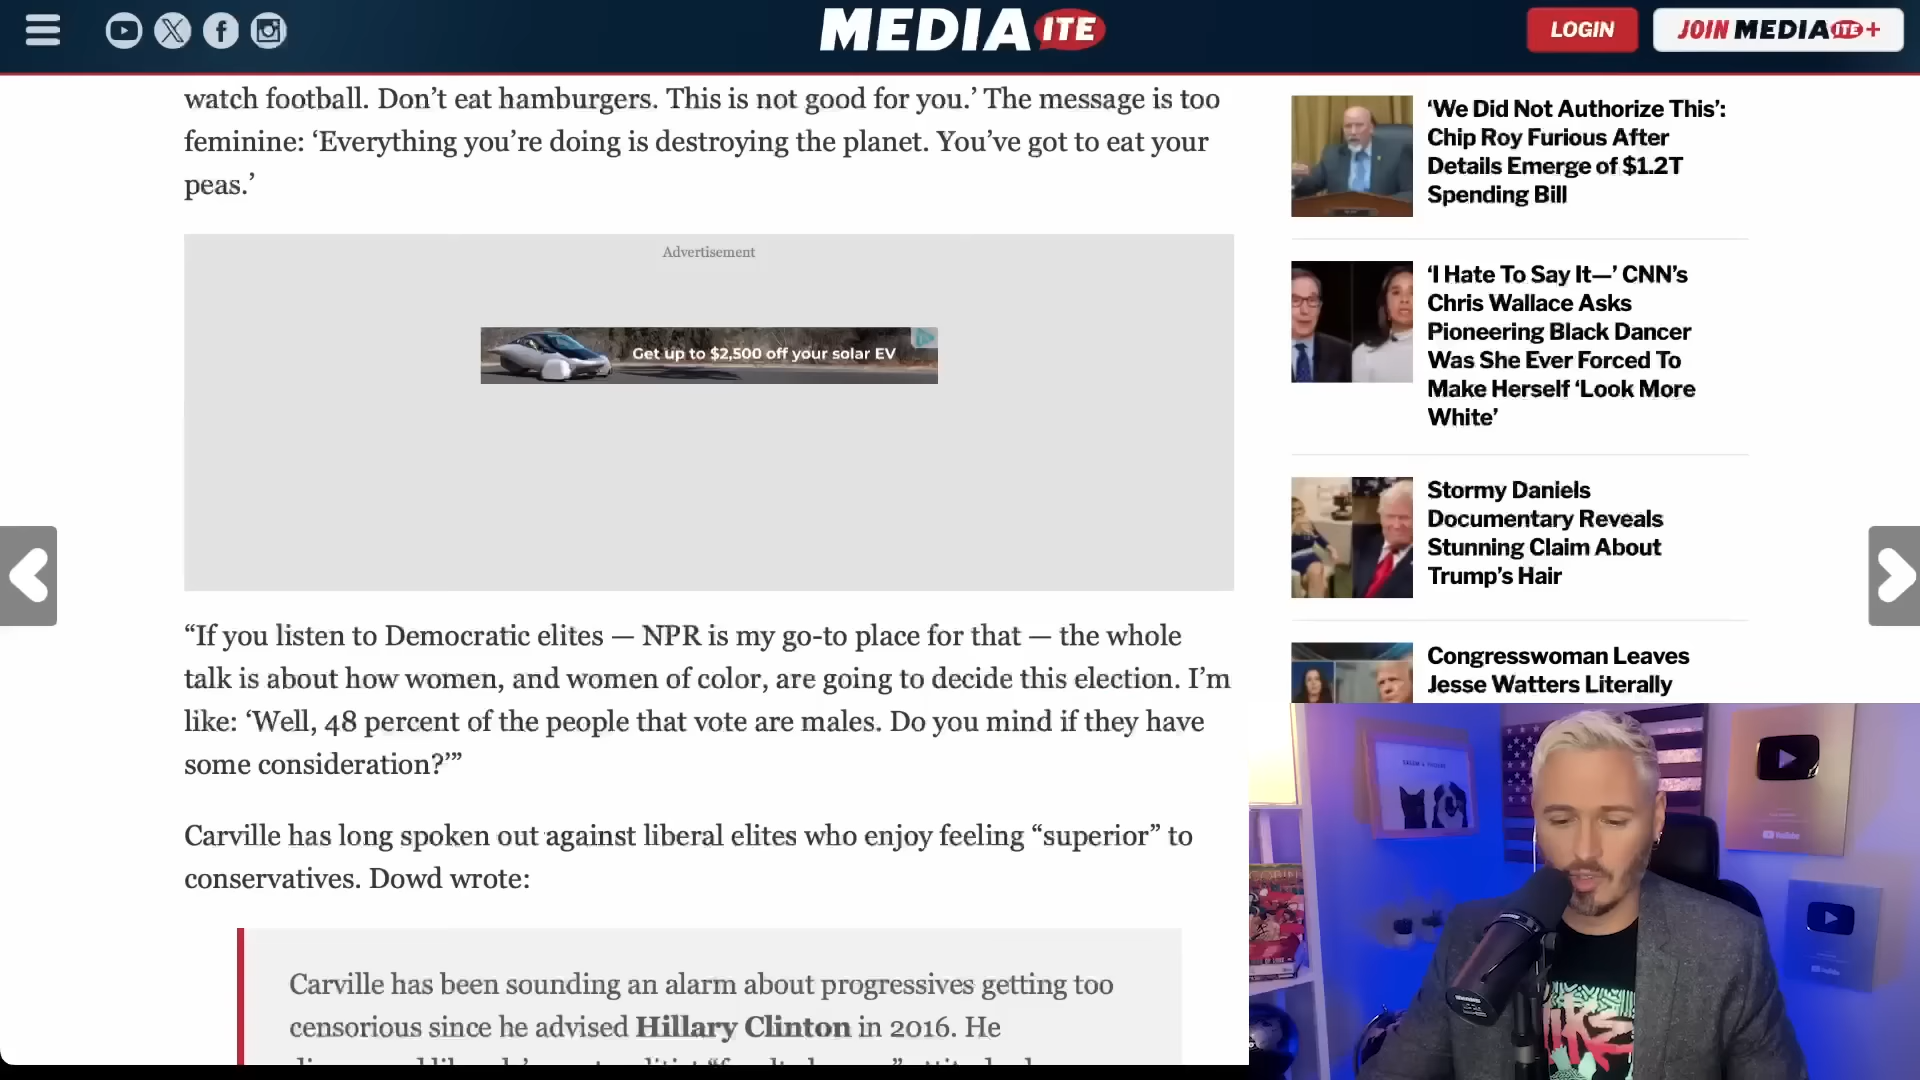 MEDIAITE
LOGIN
JOIN MEDIAITE+
watch football. Don’t eat hamburgers. This is not good for you.’ The message is too
feminine: ‘Everything you’re doing is destroying the planet. You’ve got to eat your
peas.’
Advertisement
Get up to $2,500 off your solar EV
“If you listen to Democratic elites — NPR is my go-to place for that — the whole
talk is about how women, and women of color, are going to decide this election. I’m
like: ‘Well, 48 percent of the people that vote are males. Do you mind if they have
some consideration?’”
Carville has long spoken out against liberal elites who enjoy feeling “superior” to
conservatives. Dowd wrote:
Carville has been sounding an alarm about progressives getting too
censorious since he advised Hillary Clinton in 2016. He
‘We Did Not Authorize This’:
Chip Roy Furious After
Details Emerge of $1.2T
Spending Bill
‘I Hate To Say It—’ CNN’s
Chris Wallace Asks
Pioneering Black Dancer
Was She Ever Forced To
Make Herself ‘Look More
White’
Stormy Daniels
Documentary Reveals
Stunning Claim About
Trump’s Hair
Congresswoman Leaves
Jesse Watters Literally
YouTube